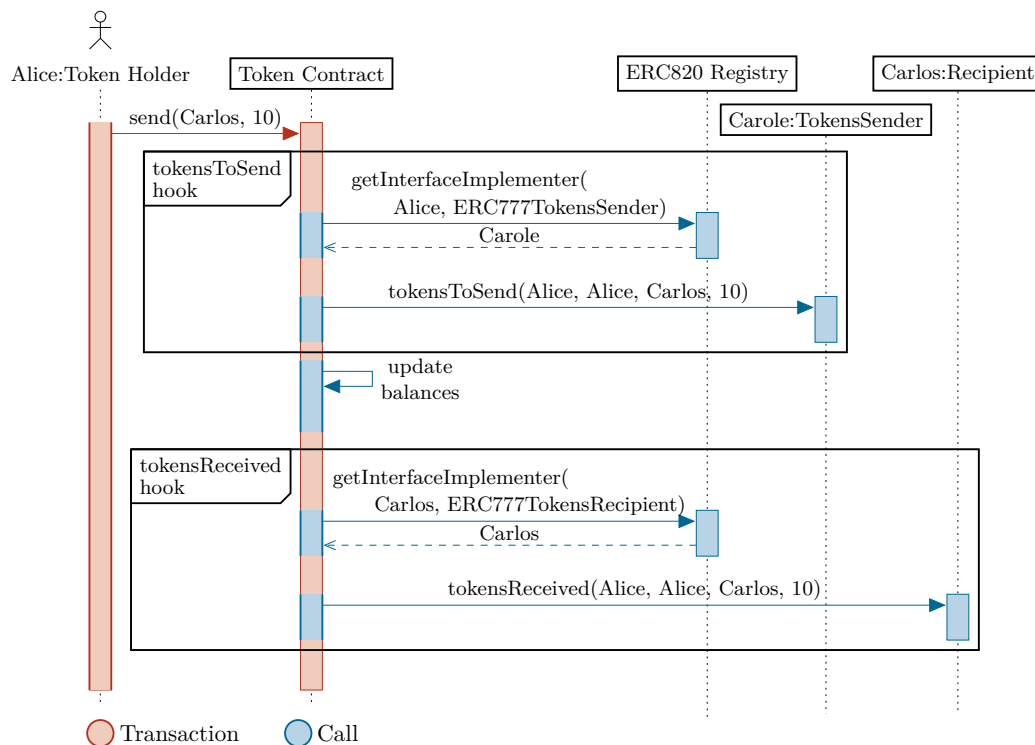 Alice:Token Holder
Token Contract
ERC820 Registry
Carlos:Recipient
Carole:TokensSender
send(Carlos, 10)
tokensToSend
hook
getInterfaceImplementer(
Alice, ERC777TokensSender)
Carole
tokensToSend(Alice, Alice, Carlos, 10)
update
balances
tokensReceived
hook
getInterfaceImplementer(
Carlos, ERC777TokensRecipient)
Carlos
tokensReceived(Alice, Alice, Carlos, 10)
Transaction
Call